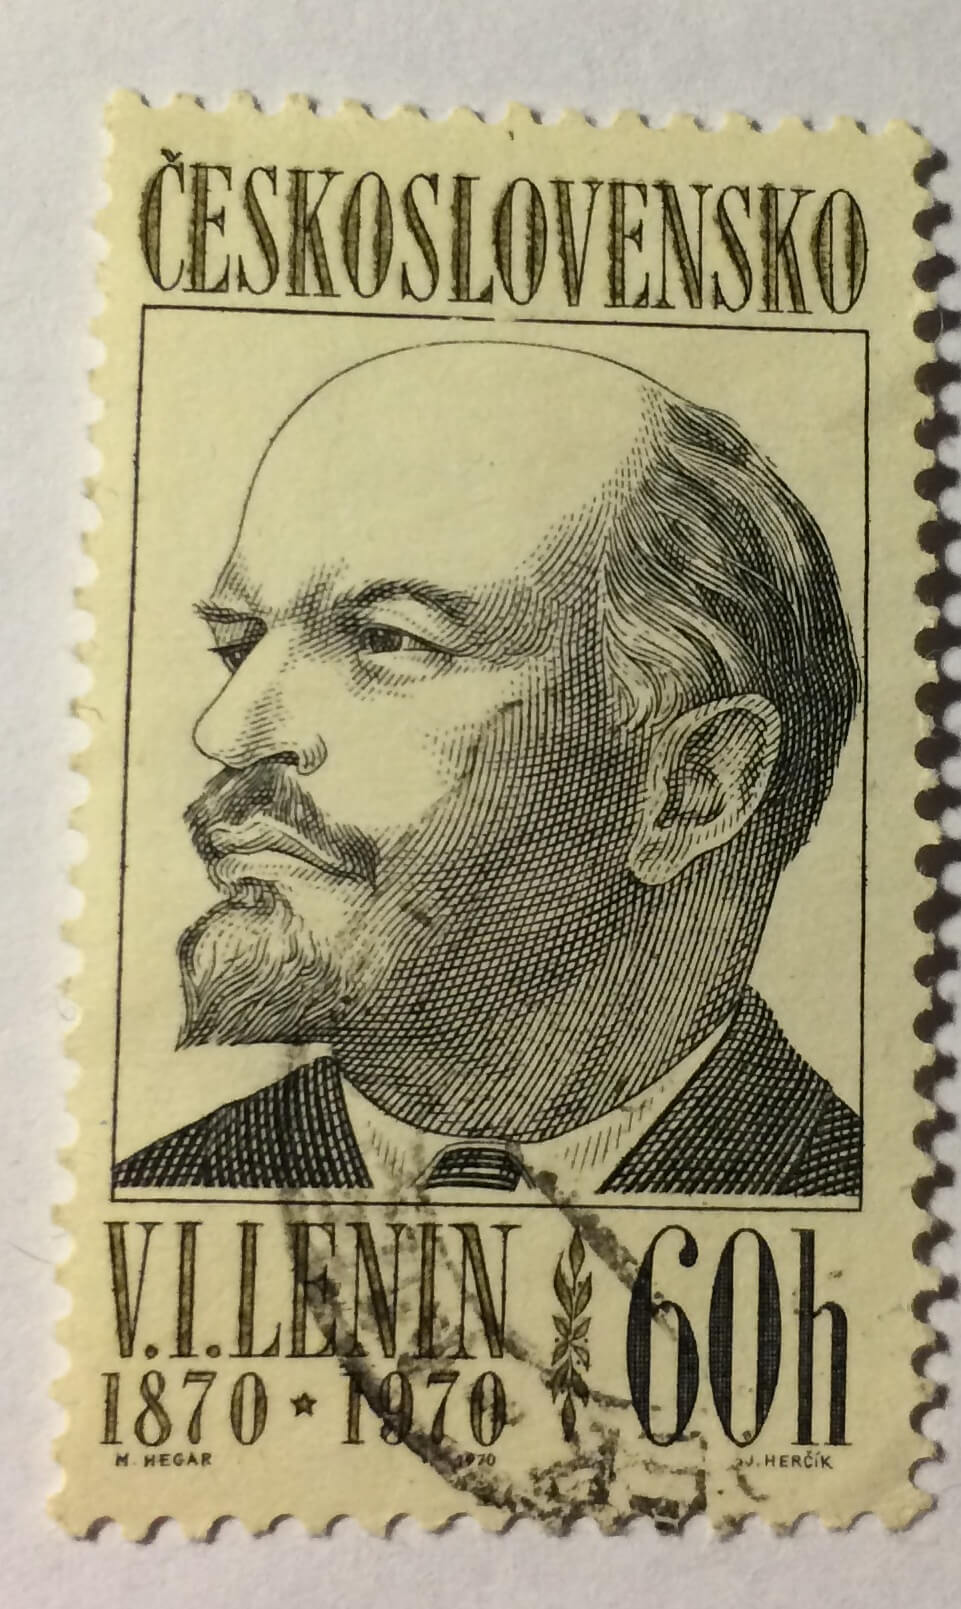 ČESKOSLOVENSKO
V.I.LENIN
60h
1870 ★ 1970
M. HEGAR 1970 J. HERČÍK